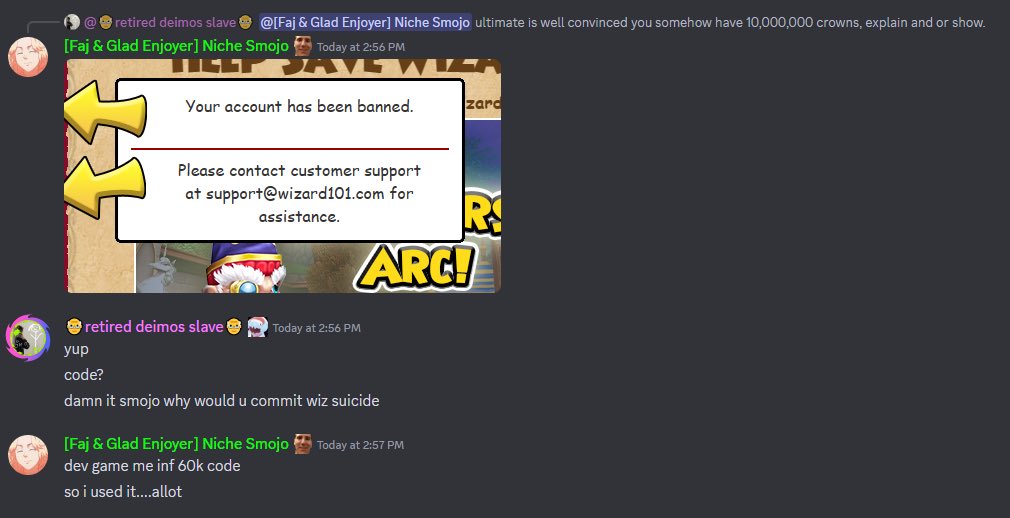 @retired deimos slave @[Faj & Glad Enjoyer] Niche Smojo ultimate is well convinced you somehow have 10,000,000 crowns, explain and or show.
[Faj & Glad Enjoyer] Niche Smojo Today at 2:56 PM
HELP SAVE WIZA
zard
Your account has been banned.
Please contact customer support
at support@wizard101.com for
assistance.
RS
ARC!
retired deimos slave Today at 2:56 PM
yup
code?
damn it smojo why would u commit wiz suicide
[Faj & Glad Enjoyer] Niche Smojo Today at 2:57 PM
dev game me inf 60k code
so i used it....allot